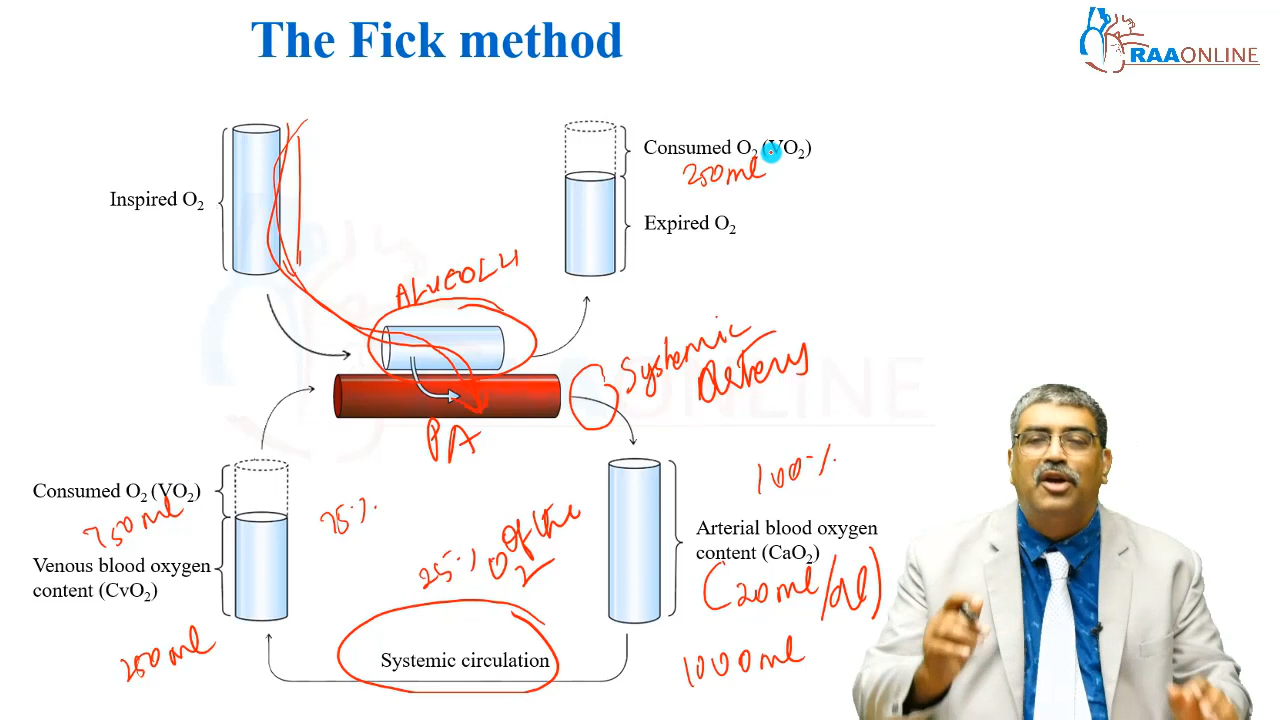 The Fick method
RAAONLINE
Inspired O2
Consumed O2 (VO2)
250 ml
Expired O2
ALVEOLU
Systemic
Artery
PA
100%
Consumed O2 (VO2)
750 ml
75%
Venous blood oxygen
content (CvO2)
25% of the
O2
Arterial blood oxygen
content (CaO2)
(20 ml/dl)
250 ml
Systemic circulation
1000 ml